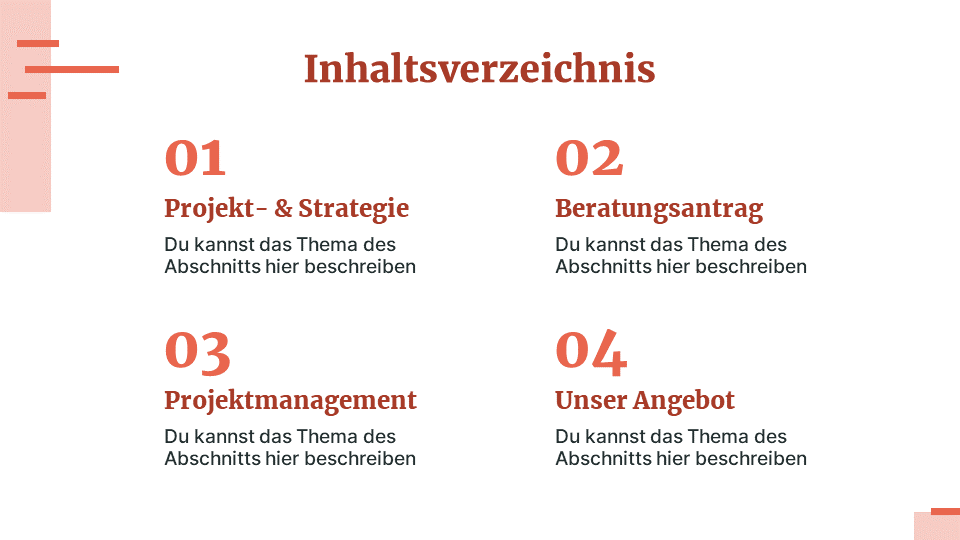 Inhaltsverzeichnis
01
Projekt- & Strategie
Du kannst das Thema des
Abschnitts hier beschreiben
02
Beratungsantrag
Du kannst das Thema des
Abschnitts hier beschreiben
03
Projektmanagement
Du kannst das Thema des
Abschnitts hier beschreiben
04
Unser Angebot
Du kannst das Thema des
Abschnitts hier beschreiben